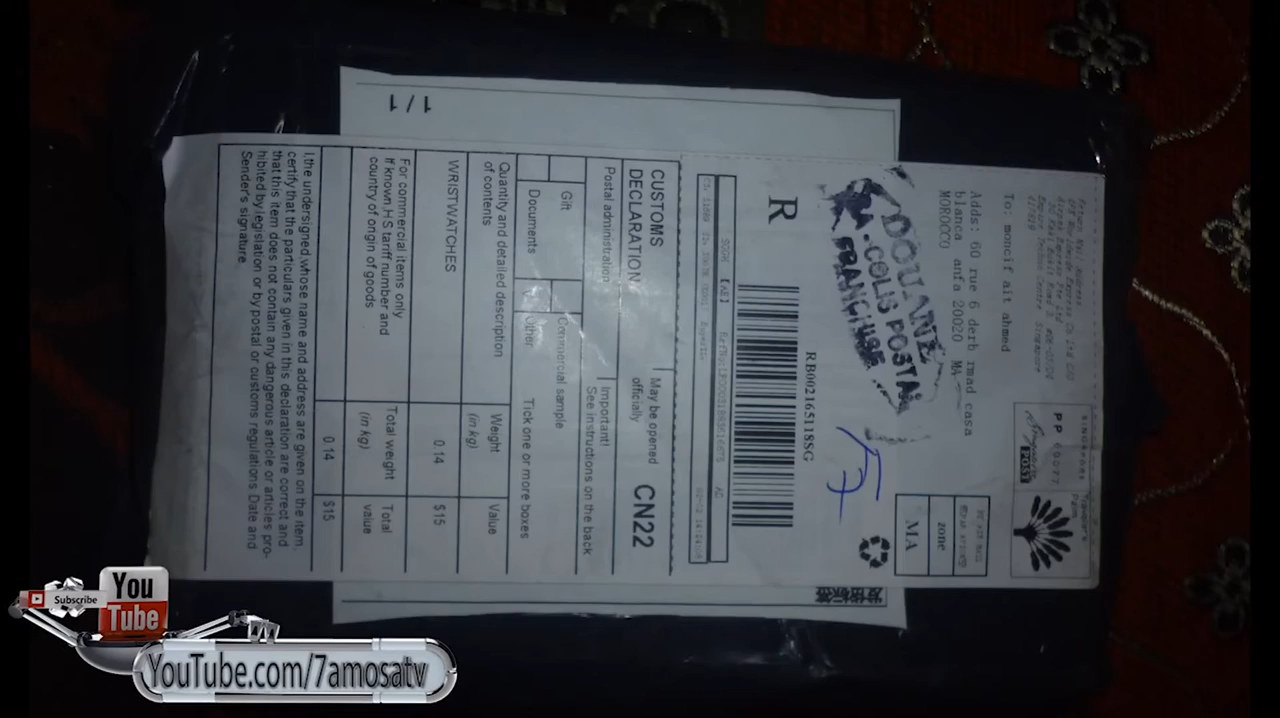 1/1
To: moncif ait ahmed
Adds: 60 rue 6 derb rmad casa
blanca anfa 20020 MA
MOROCCO
PP
POST
zone
MA
DOUANE
-COLIS POSTA
FRANCHISE
R
RB002165118SG
CUSTOMS
DECLARATION
May be opened
officially
CN22
Postal administration
Important!
See instructions on the back
Gift
Commercial sample
Documents
Other
Tick one or more boxes
Quantity and detailed description
of contents
Weight
(in kg)
Value
WRISTWATCHES
0.14
$15
For commercial items only
If known,HS tariff number and
country of origin of goods
Total weight
(in kg)
Total
value
0.14
$15
I,the undersigned,whose name and address are given on the item,
certify that the particulars given in this declaration are correct and
that this item does not contain any dangerous article or articles pro-
hibited by legislation or by postal or customs regulations Date and
Sender's signature
Subscribe
You
Tube
YouTube.com/7amosatv